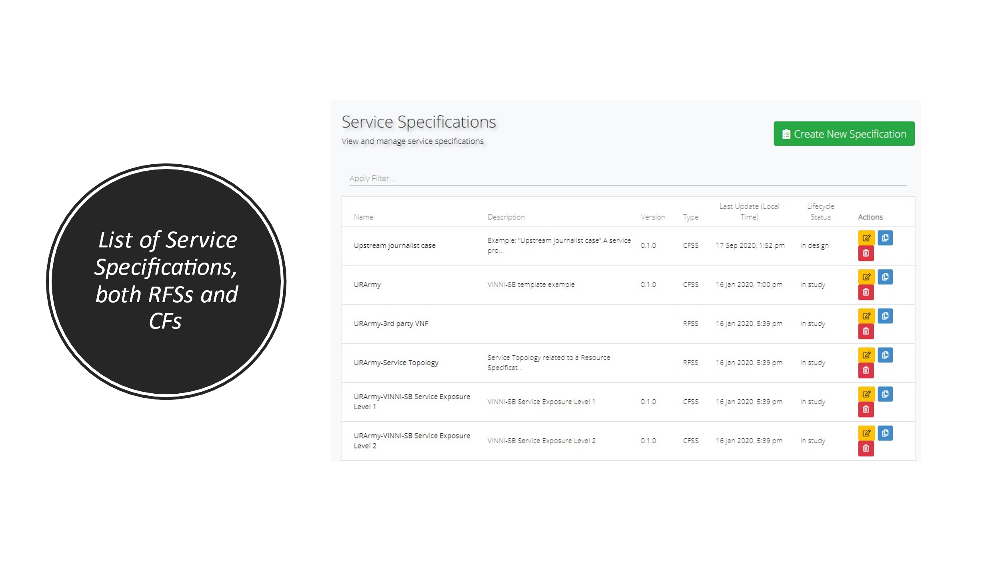 List of Service
Specifications,
both RFSs and
CFs
Service Specifications
View and manage service specifications
Create New Specification
Apply Filter...
Name Description Version Type Last Update (Local Time) Lifecycle Status Actions
Upstream journalist case Example: "Upstream journalist case" A service pro... 0.1.0 CFSS 17 Sep 2020, 1:52 pm In design
URArmy VINNI-SB template example 0.1.0 CFSS 16 Jan 2020, 7:00 pm In study
URArmy-3rd party VNF RFSS 16 Jan 2020, 5:39 pm In study
URArmy-Service Topology Service Topology related to a Resource Specificat... RFSS 16 Jan 2020, 5:39 pm In study
URArmy-VINNI-SB Service Exposure Level 1 VINNI-SB Service Exposure Level 1 0.1.0 CFSS 16 Jan 2020, 5:39 pm In study
URArmy-VINNI-SB Service Exposure Level 2 VINNI-SB Service Exposure Level 2 0.1.0 CFSS 16 Jan 2020, 5:39 pm In study